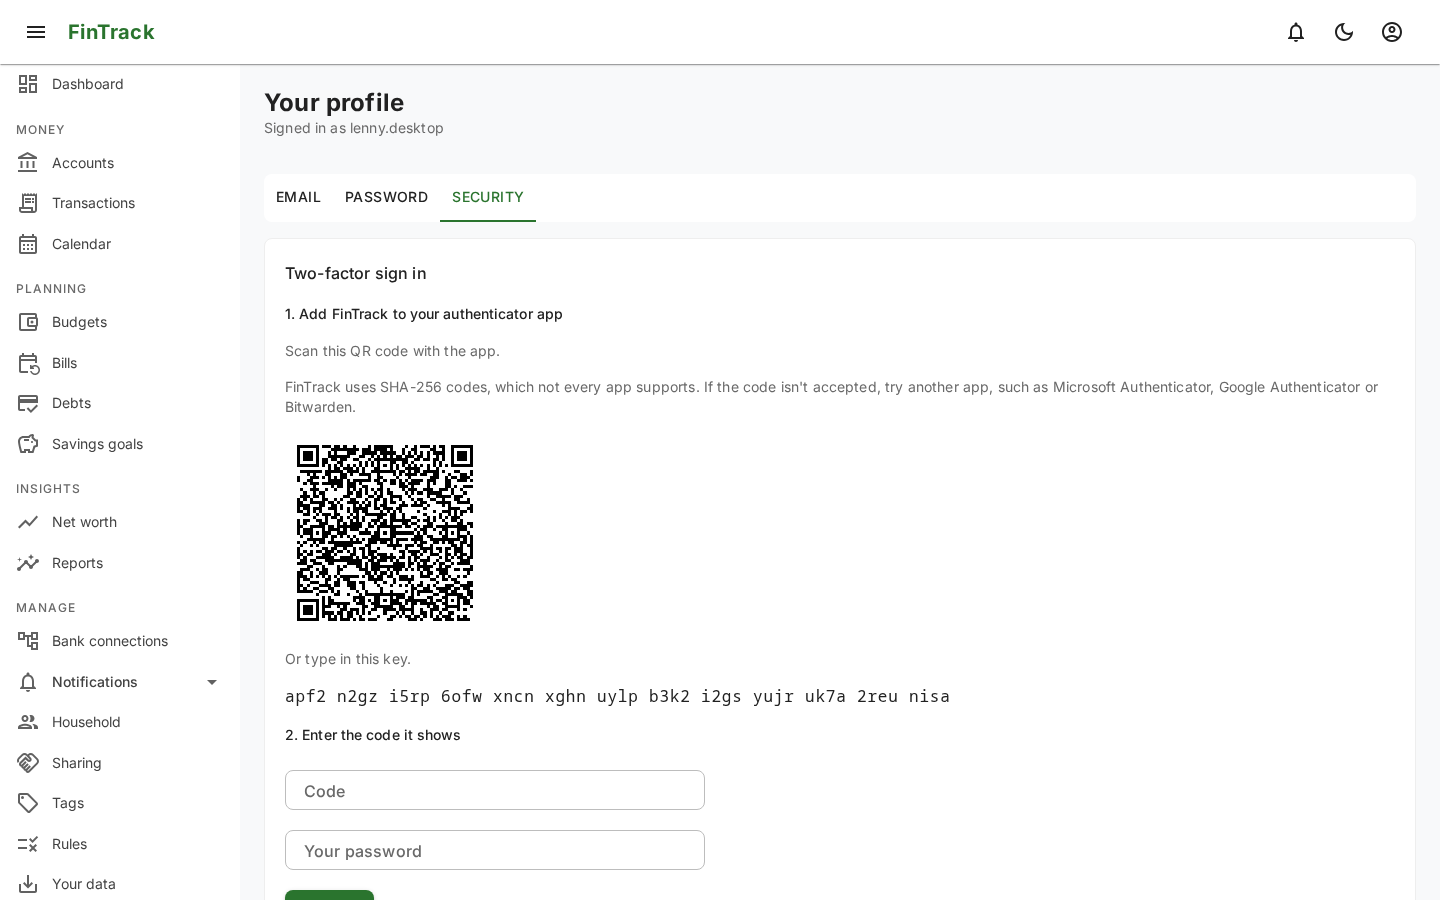 FinTrack
Dashboard
MONEY
Accounts
Transactions
Calendar
PLANNING
Budgets
Bills
Debts
Savings goals
INSIGHTS
Net worth
Reports
MANAGE
Bank connections
Notifications
Household
Sharing
Tags
Rules
Your data
Your profile
Signed in as lenny.desktop
EMAIL PASSWORD SECURITY
Two-factor sign in
1. Add FinTrack to your authenticator app
Scan this QR code with the app.
FinTrack uses SHA-256 codes, which not every app supports. If the code isn't accepted, try another app, such as Microsoft Authenticator, Google Authenticator or
Bitwarden.
Or type in this key.
apf2 n2gz i5rp 6ofw xncn xghn uylp b3k2 i2gs yujr uk7a 2reu nisa
2. Enter the code it shows
Code
Your password